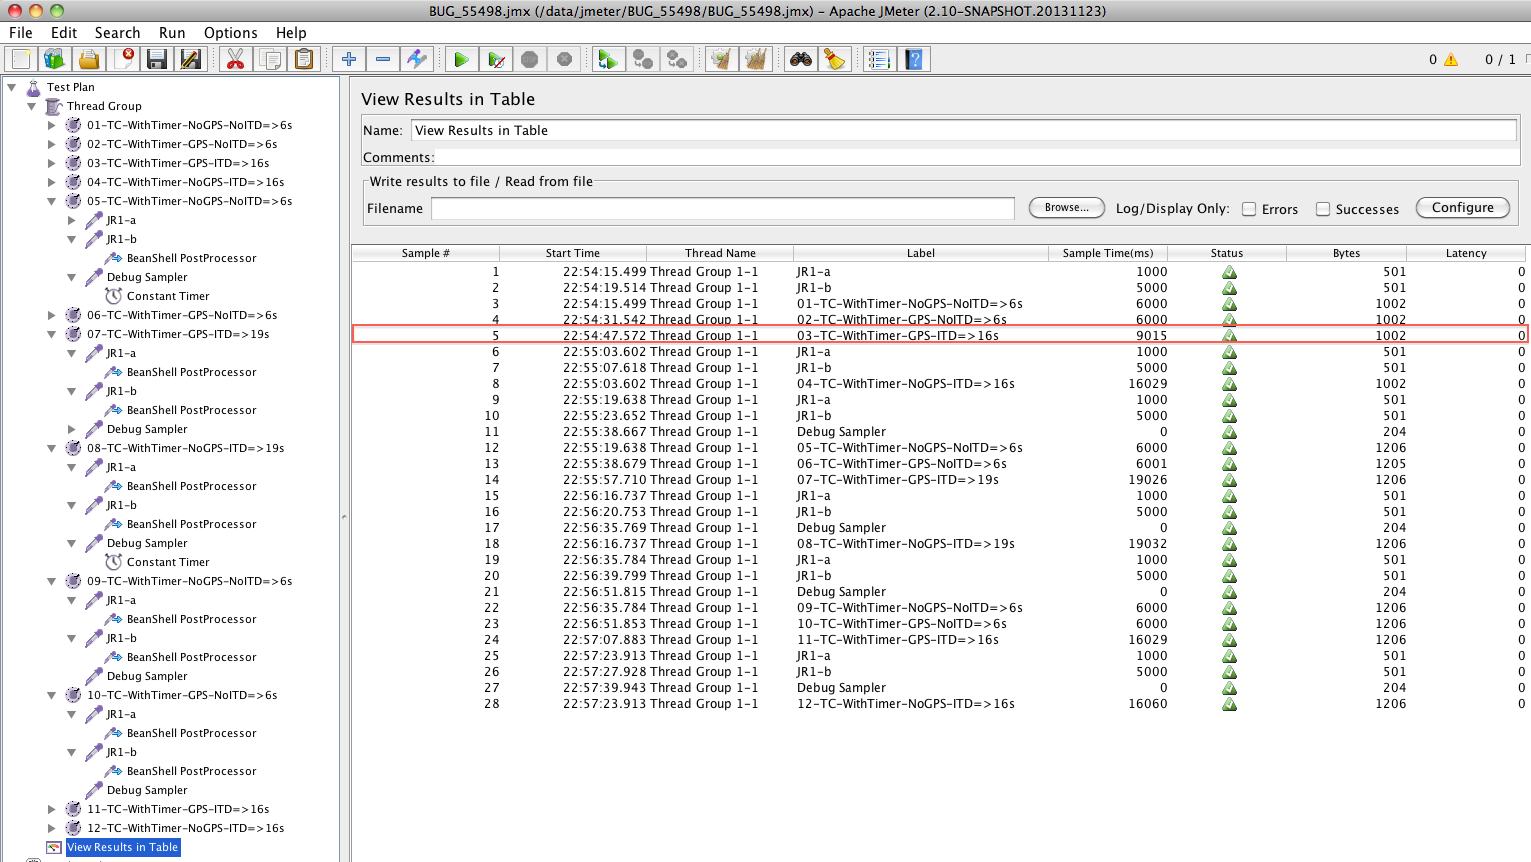 BUG_55498.jmx (/data/jmeter/BUG_55498/BUG_55498.jmx) - Apache JMeter (2.10-SNAPSHOT.20131123)
File Edit Search Run Options Help
0 0 / 1
Test Plan
Thread Group
01-TC-WithTimer-NoGPS-NoITD=>6s
02-TC-WithTimer-GPS-NoITD=>6s
03-TC-WithTimer-GPS-ITD=>16s
04-TC-WithTimer-NoGPS-ITD=>16s
05-TC-WithTimer-NoGPS-NoITD=>6s
JR1-a
JR1-b
BeanShell PostProcessor
Debug Sampler
Constant Timer
06-TC-WithTimer-GPS-NoITD=>6s
07-TC-WithTimer-GPS-ITD=>19s
JR1-a
BeanShell PostProcessor
JR1-b
BeanShell PostProcessor
Debug Sampler
08-TC-WithTimer-NoGPS-ITD=>19s
JR1-a
BeanShell PostProcessor
JR1-b
BeanShell PostProcessor
Debug Sampler
Constant Timer
09-TC-WithTimer-NoGPS-NoITD=>6s
JR1-a
BeanShell PostProcessor
JR1-b
BeanShell PostProcessor
Debug Sampler
10-TC-WithTimer-GPS-NoITD=>6s
JR1-a
BeanShell PostProcessor
JR1-b
BeanShell PostProcessor
Debug Sampler
11-TC-WithTimer-GPS-ITD=>16s
12-TC-WithTimer-NoGPS-ITD=>16s
View Results in Table
View Results in Table
Name: View Results in Table
Comments:
Write results to file / Read from file
Filename Browse... Log/Display Only: Errors Successes Configure
Sample # Start Time Thread Name Label Sample Time(ms) Status Bytes Latency
1 22:54:15.499 Thread Group 1-1 JR1-a 1000 501 0
2 22:54:19.514 Thread Group 1-1 JR1-b 5000 501 0
3 22:54:15.499 Thread Group 1-1 01-TC-WithTimer-NoGPS-NoITD=>6s 6000 1002 0
4 22:54:31.542 Thread Group 1-1 02-TC-WithTimer-GPS-NoITD=>6s 6000 1002 0
5 22:54:47.572 Thread Group 1-1 03-TC-WithTimer-GPS-ITD=>16s 9015 1002 0
6 22:55:03.602 Thread Group 1-1 JR1-a 1000 501 0
7 22:55:07.618 Thread Group 1-1 JR1-b 5000 501 0
8 22:55:03.602 Thread Group 1-1 04-TC-WithTimer-NoGPS-ITD=>16s 16029 1002 0
9 22:55:19.638 Thread Group 1-1 JR1-a 1000 501 0
10 22:55:23.652 Thread Group 1-1 JR1-b 5000 501 0
11 22:55:38.667 Thread Group 1-1 Debug Sampler 0 204 0
12 22:55:19.638 Thread Group 1-1 05-TC-WithTimer-NoGPS-NoITD=>6s 6000 1206 0
13 22:55:38.679 Thread Group 1-1 06-TC-WithTimer-GPS-NoITD=>6s 6001 1205 0
14 22:55:57.710 Thread Group 1-1 07-TC-WithTimer-GPS-ITD=>19s 19026 1206 0
15 22:56:16.737 Thread Group 1-1 JR1-a 1000 501 0
16 22:56:20.753 Thread Group 1-1 JR1-b 5000 501 0
17 22:56:35.769 Thread Group 1-1 Debug Sampler 0 204 0
18 22:56:16.737 Thread Group 1-1 08-TC-WithTimer-NoGPS-ITD=>19s 19032 1206 0
19 22:56:35.784 Thread Group 1-1 JR1-a 1000 501 0
20 22:56:39.799 Thread Group 1-1 JR1-b 5000 501 0
21 22:56:51.815 Thread Group 1-1 Debug Sampler 0 204 0
22 22:56:35.784 Thread Group 1-1 09-TC-WithTimer-NoGPS-NoITD=>6s 6000 1206 0
23 22:56:51.853 Thread Group 1-1 10-TC-WithTimer-GPS-NoITD=>6s 6000 1206 0
24 22:57:07.883 Thread Group 1-1 11-TC-WithTimer-GPS-ITD=>16s 16029 1206 0
25 22:57:23.913 Thread Group 1-1 JR1-a 1000 501 0
26 22:57:27.928 Thread Group 1-1 JR1-b 5000 501 0
27 22:57:39.943 Thread Group 1-1 Debug Sampler 0 204 0
28 22:57:23.913 Thread Group 1-1 12-TC-WithTimer-NoGPS-ITD=>16s 16060 1206 0